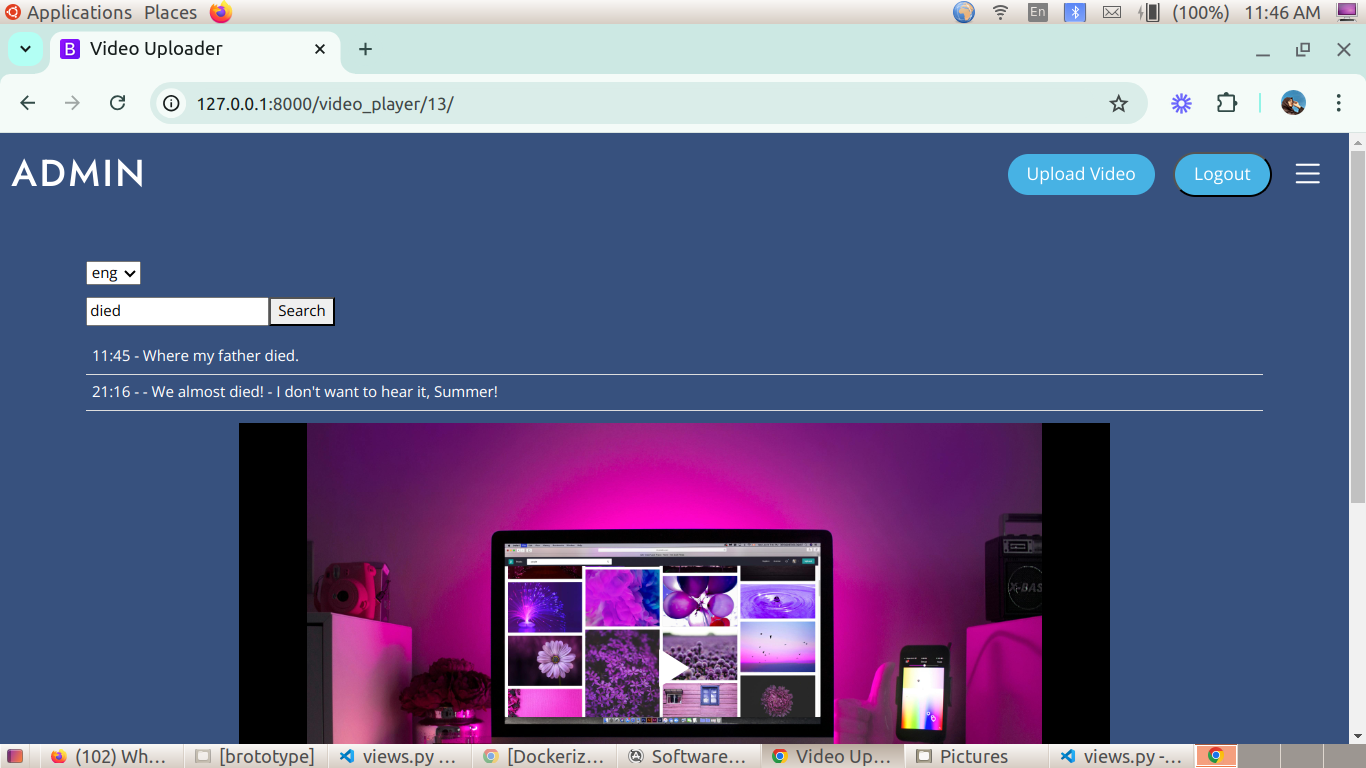 Applications Places En (100%) 11:46 AM
B Video Uploader
127.0.0.1:8000/video_player/13/
ADMIN Upload Video Logout
eng
died Search
11:45 - Where my father died.
21:16 - - We almost died! - I don't want to hear it, Summer!
X-BAS
(102) Wh... [brototype] views.py ... [Dockeriz... Software... Video Up... Pictures views.py -...